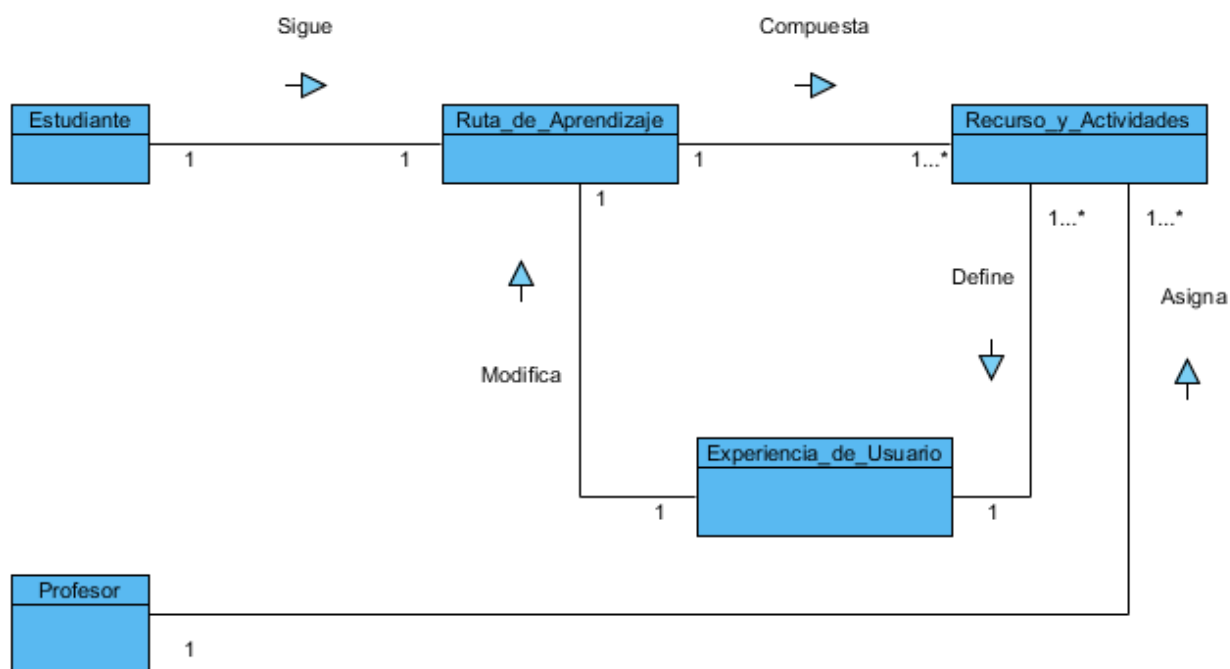 Sigue
Compuesta
Estudiante
Ruta_de_Aprendizaje
Recurso_y_Actividades
1
1
1
1...*
1
1...*
1...*
Define
Asigna
Modifica
Experiencia_de_Usuario
1
1
Profesor
1